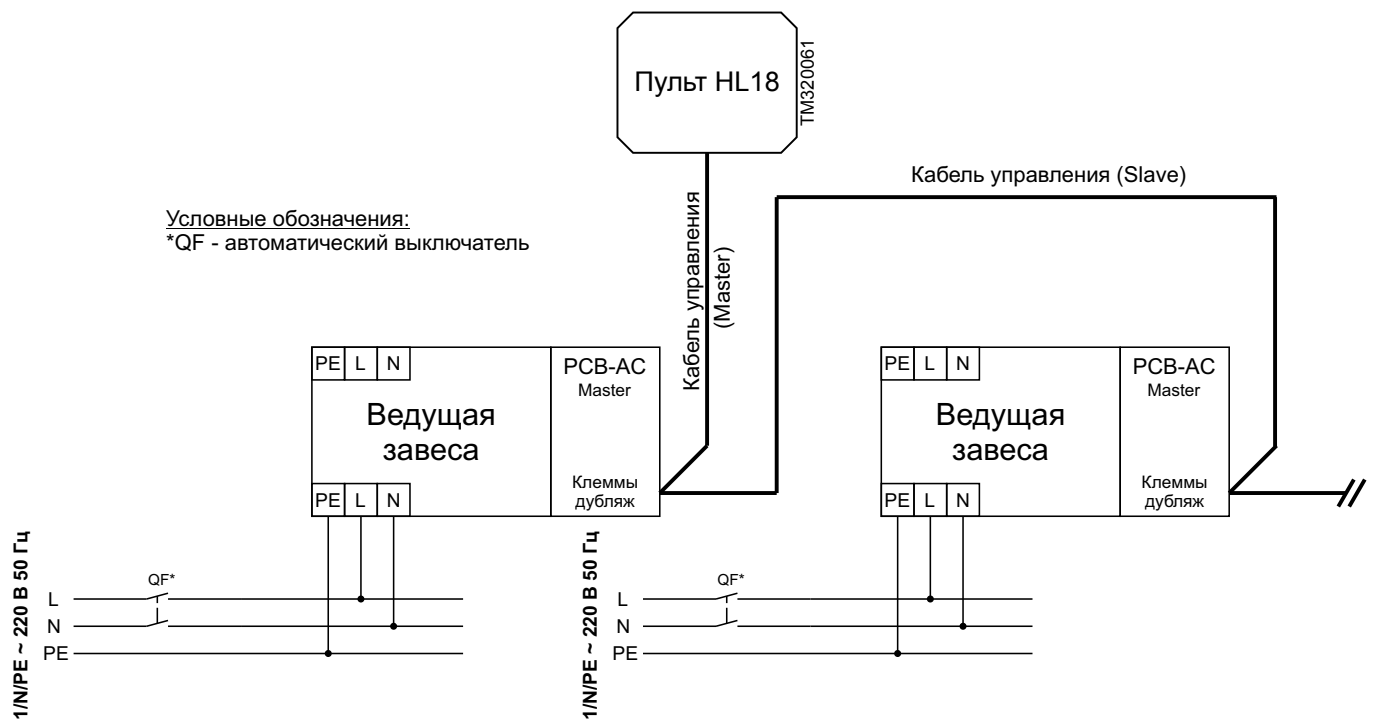 Пульт HL18
TM320061
Кабель управления (Slave)
Условные обозначения:
*QF - автоматический выключатель
Кабель управления
(Master)
PE L N
Ведущая
завеса
PCB-AC
Master
Клеммы
дубляж
PE L N
PE L N
Ведущая
завеса
PCB-AC
Master
Клеммы
дубляж
PE L N
1/N/PE ~ 220 В 50 Гц
QF*
L
N
PE
1/N/PE ~ 220 В 50 Гц
QF*
L
N
PE